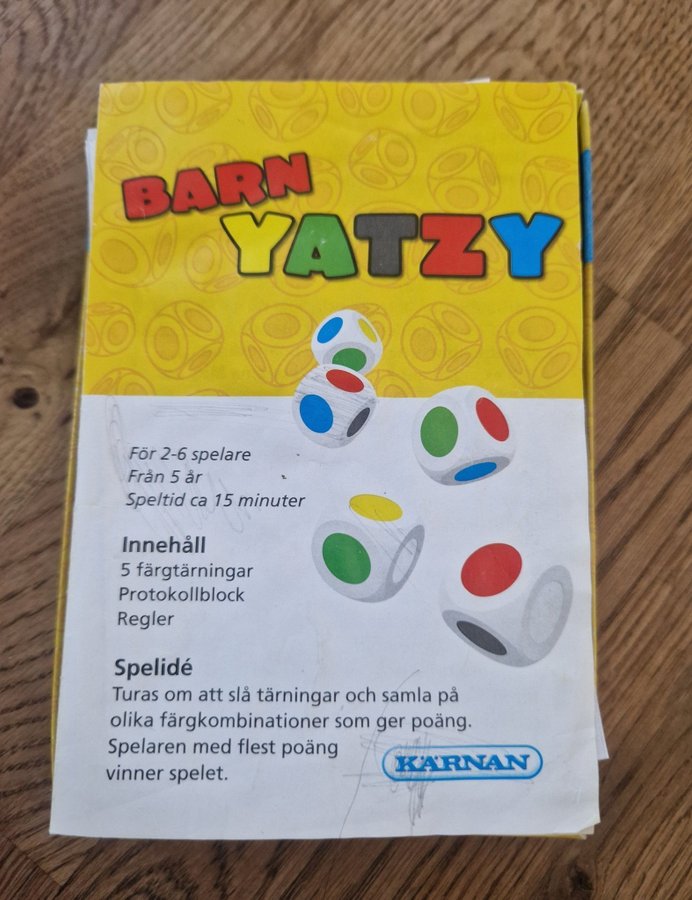 BARN
YATZY
För 2-6 spelare
Från 5 år
Speltid ca 15 minuter
Innehåll
5 färgtärningar
Protokollblock
Regler
Spelidé
Turas om att slå tärningar och samla på
olika färgkombinationer som ger poäng.
Spelaren med flest poäng
vinner spelet.
KÄRNAN